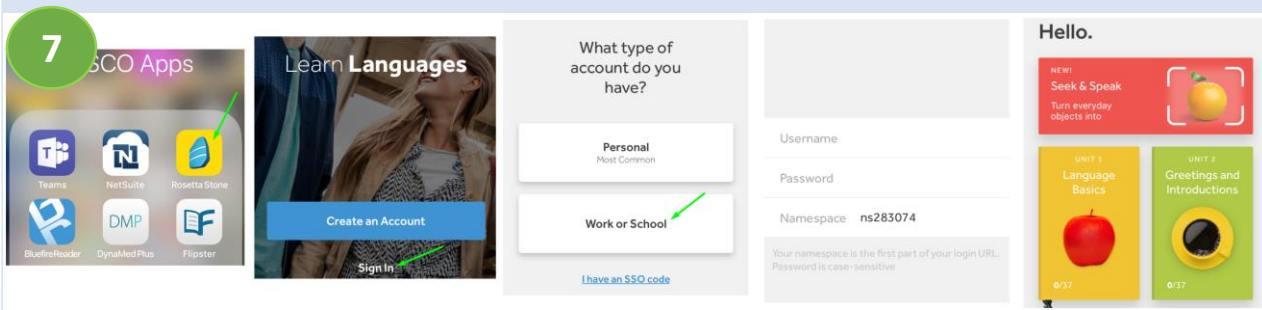 7
SCO Apps
Teams
NetSuite
Rosetta Stone
DMP
BluefireReader
DynaMed Plus
Flipster
Learn Languages
Create an Account
Sign In
What type of
account do you
have?
Personal
Most Common
Work or School
I have an SSO code
Username
Password
Namespace ns283074
Your namespace is the first part of your login URL.
Password is case-sensitive
Hello.
NEW!
Seek & Speak
Turn everyday
objects into
UNIT 1
Language
Basics
0/37
UNIT 2
Greetings and
Introductions
0/37